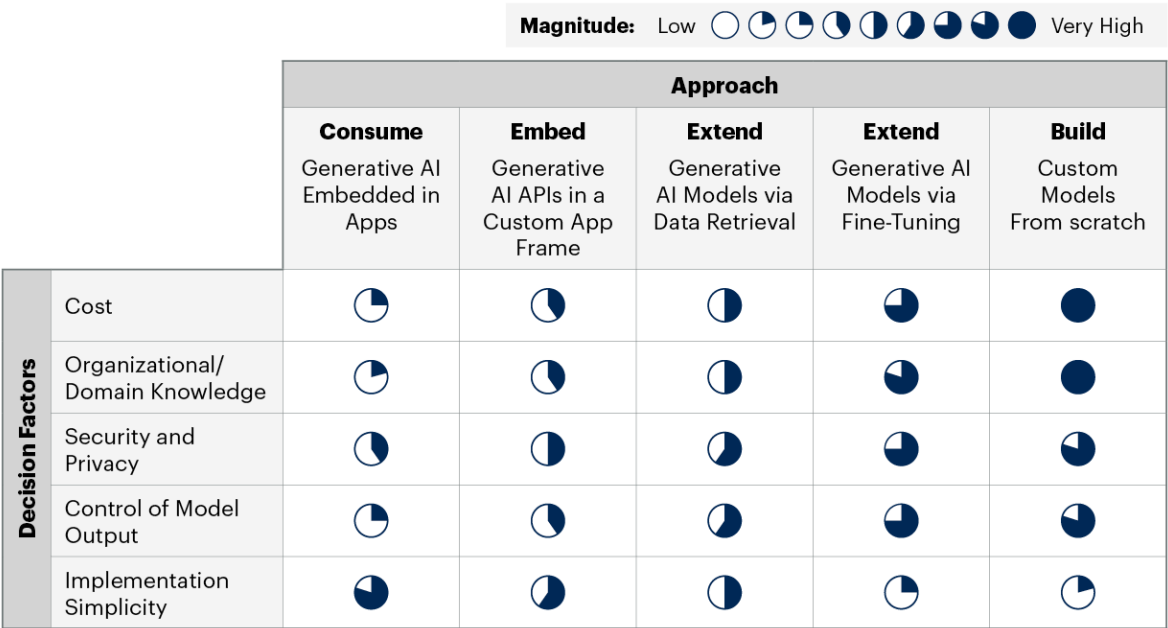 Magnitude: Low Very High
Approach
Consume
Generative AI
Embedded in
Apps
Embed
Generative
AI APIs in a
Custom App
Frame
Extend
Generative
AI Models via
Data Retrieval
Extend
Generative AI
Models via
Fine-Tuning
Build
Custom
Models
From scratch
Decision Factors
Cost
Organizational/
Domain Knowledge
Security and
Privacy
Control of Model
Output
Implementation
Simplicity